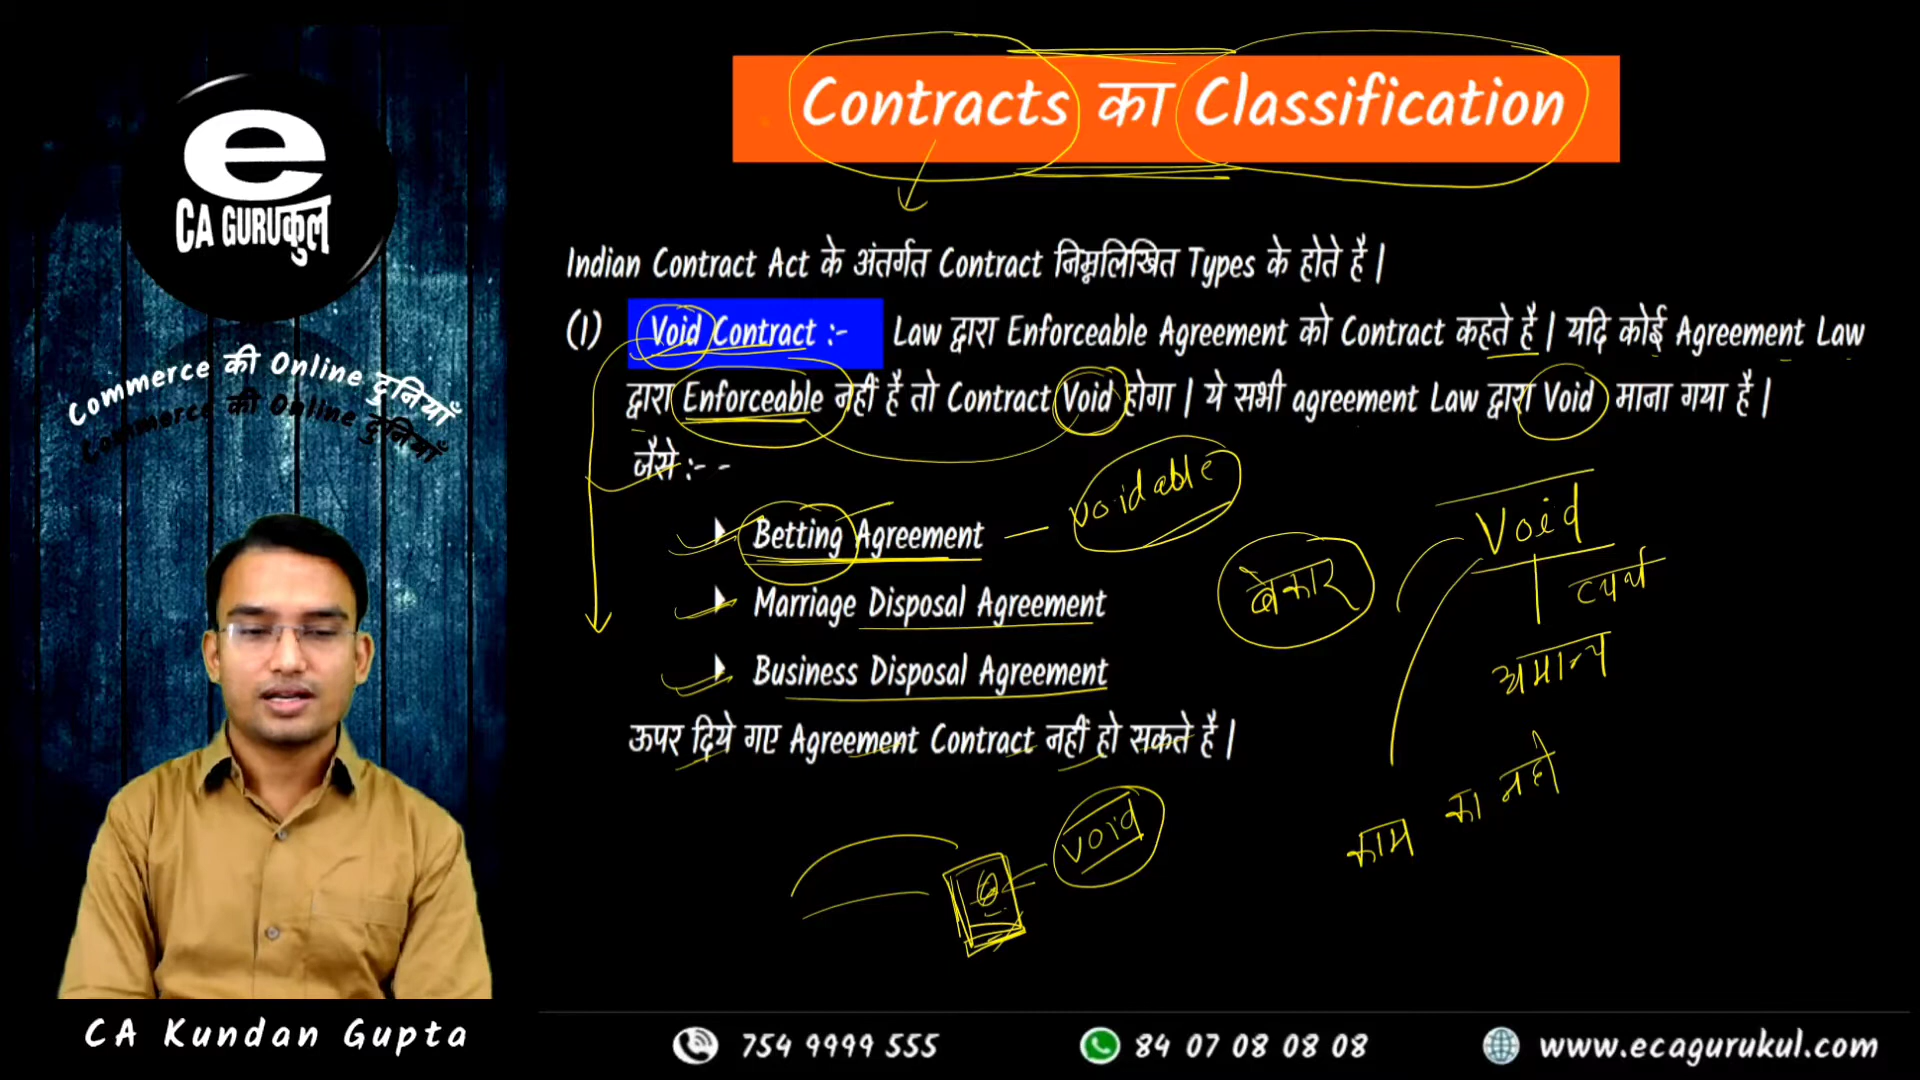 Contracts का Classification
e
CA GURUकुल
Commerce की Online दुनियाँ
Indian Contract Act के अंतर्गत Contract निम्नलिखित Types के होते है |
(1) Void Contract :- Law द्वारा Enforceable Agreement को Contract कहते है | यदि कोई Agreement Law
द्वारा Enforceable नहीं है तो Contract Void होगा | ये सभी agreement Law द्वारा Void माना गया है |
जैसे :- -
Betting Agreement
voidable
Marriage Disposal Agreement
Business Disposal Agreement
ऊपर दिये गए Agreement Contract नहीं हो सकते है |
Void
बेकार
व्यर्थ
अमान्य
काम का नही
void
CA Kundan Gupta
754 9999 555
84 07 08 08 08
www.ecagurukul.com